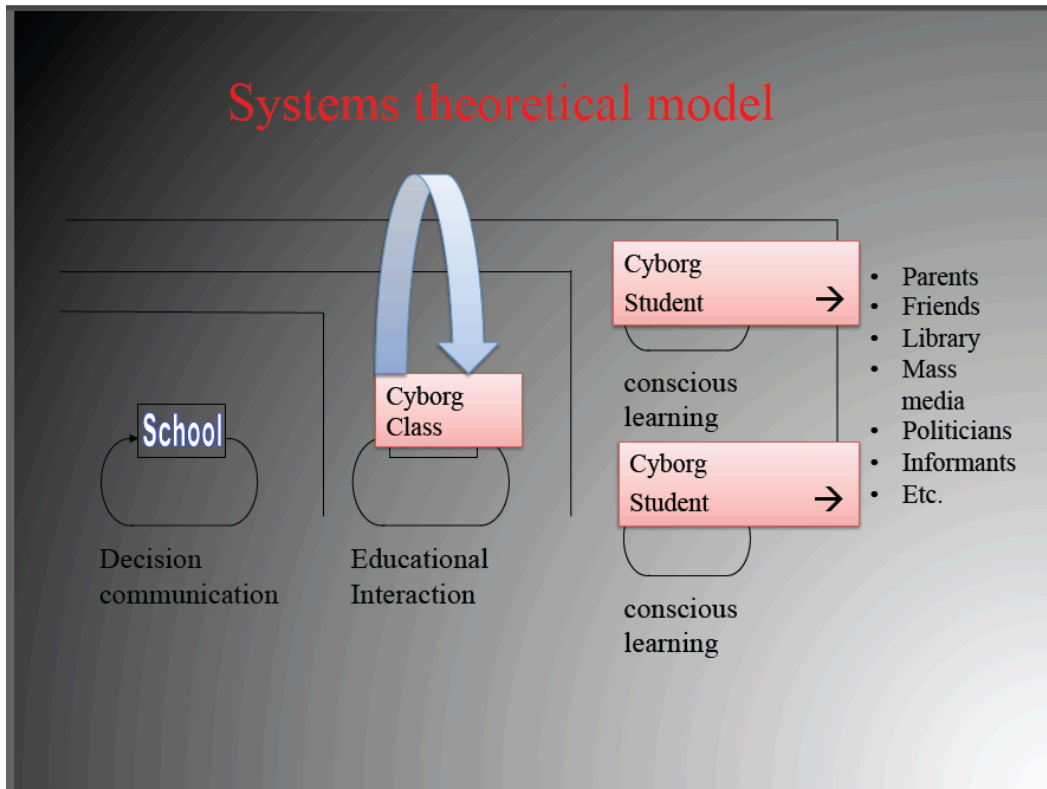 Systems theoretical model
School
Decision
communication
Cyborg
Class
Educational
Interaction
Cyborg
Student →
conscious
learning
Cyborg
Student →
conscious
learning
• Parents
• Friends
• Library
• Mass
media
• Politicians
• Informants
• Etc.